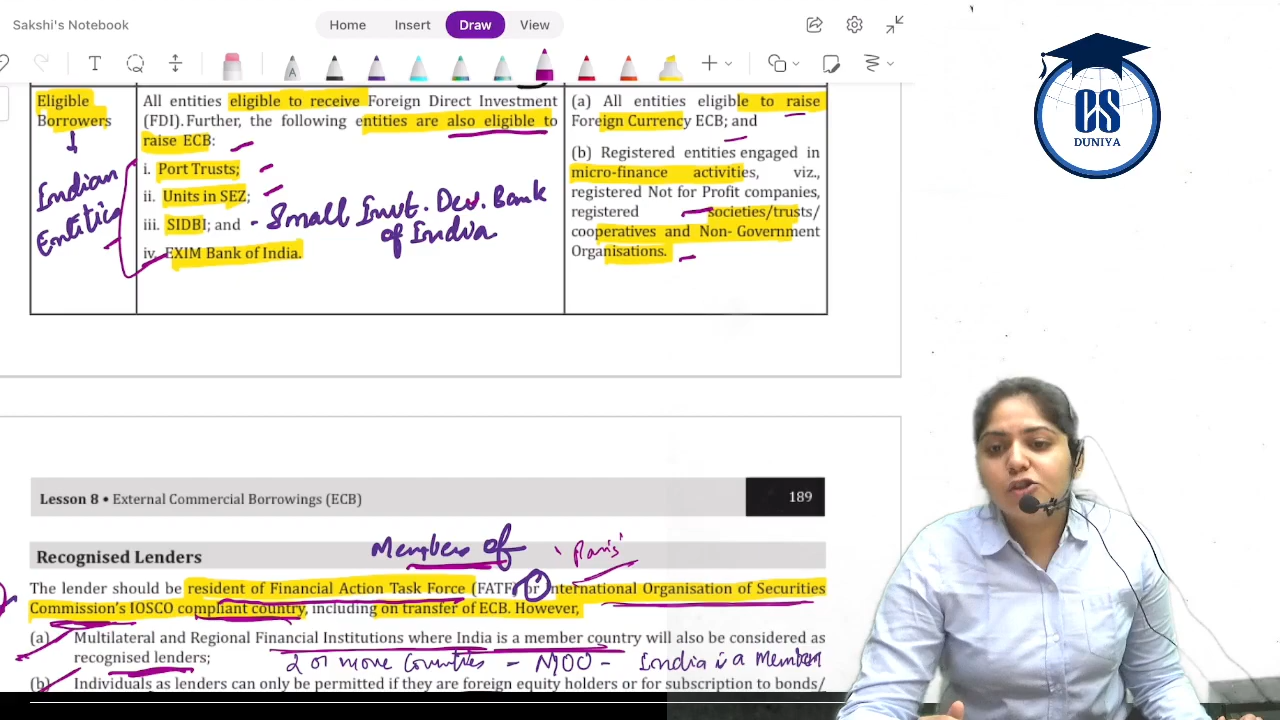 Sakshi's Notebook
Home Insert Draw View
CS
DUNIYA
Eligible
Borrowers
Indian
Entities
All entities eligible to receive Foreign Direct Investment
(FDI). Further, the following entities are also eligible to
raise ECB:
i. Port Trusts;
ii. Units in SEZ;
iii. SIDBI; and - Small Invt. Dev. Bank
of India
iv. EXIM Bank of India.
(a) All entities eligible to raise
Foreign Currency ECB; and
(b) Registered entities engaged in
micro-finance activities, viz.,
registered Not for Profit companies,
registered societies/trusts/
cooperatives and Non- Government
Organisations.
Lesson 8 • External Commercial Borrowings (ECB) 189
Recognised Lenders
Members of 'Paris'
The lender should be resident of Financial Action Task Force (FATF) or International Organisation of Securities
Commission's IOSCO compliant country, including on transfer of ECB. However,
(a) Multilateral and Regional Financial Institutions where India is a member country will also be considered as
recognised lenders;
2 or more Countries - NGO - India is a Member
(b) Individuals as lenders can only be permitted if they are foreign equity holders or for subscription to bonds/